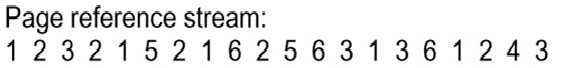 Page reference stream:
1 2 3 2 1 5 2 1 6 2 5 6 3 1 3 6 1 2 4 3